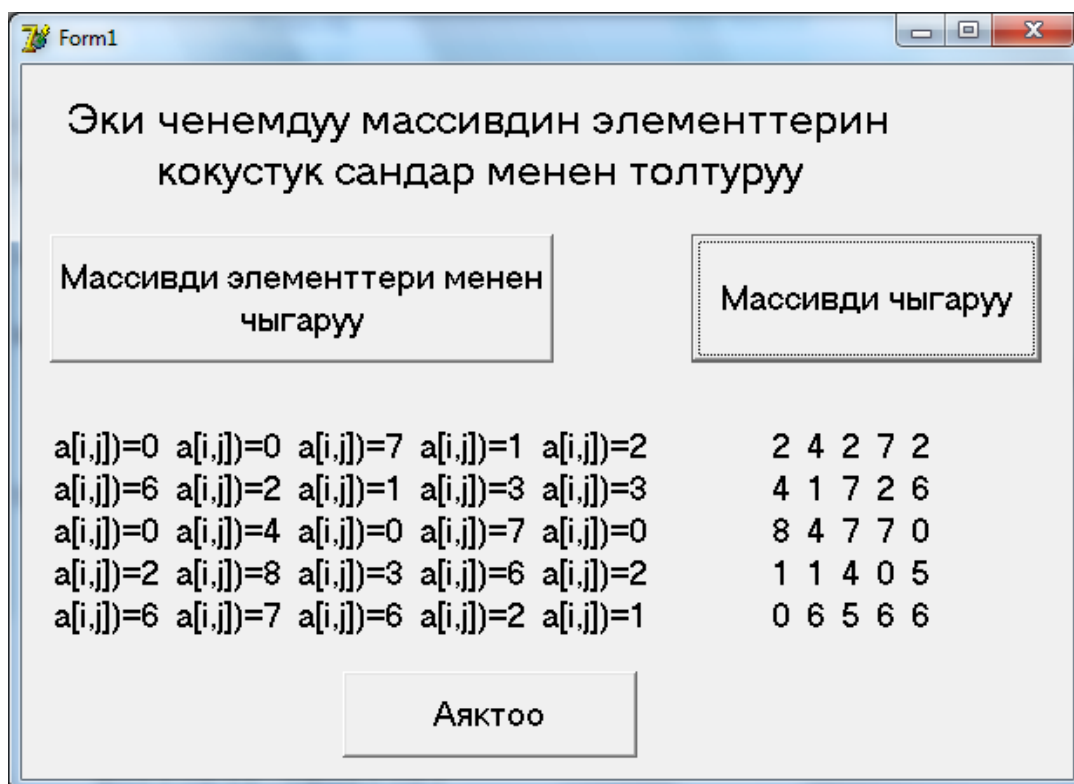 Form1
Эки ченемдуу массивдин элементтерин
кокустук сандар менен толтуруу
Массивди элементтери менен
чыгаруу
Массивди чыгаруу
a[i,j])=0 a[i,j])=0 a[i,j])=7 a[i,j])=1 a[i,j])=2
a[i,j])=6 a[i,j])=2 a[i,j])=1 a[i,j])=3 a[i,j])=3
a[i,j])=0 a[i,j])=4 a[i,j])=0 a[i,j])=7 a[i,j])=0
a[i,j])=2 a[i,j])=8 a[i,j])=3 a[i,j])=6 a[i,j])=2
a[i,j])=6 a[i,j])=7 a[i,j])=6 a[i,j])=2 a[i,j])=1
2 4 2 7 2
4 1 7 2 6
8 4 7 7 0
1 1 4 0 5
0 6 5 6 6
Аяктоо